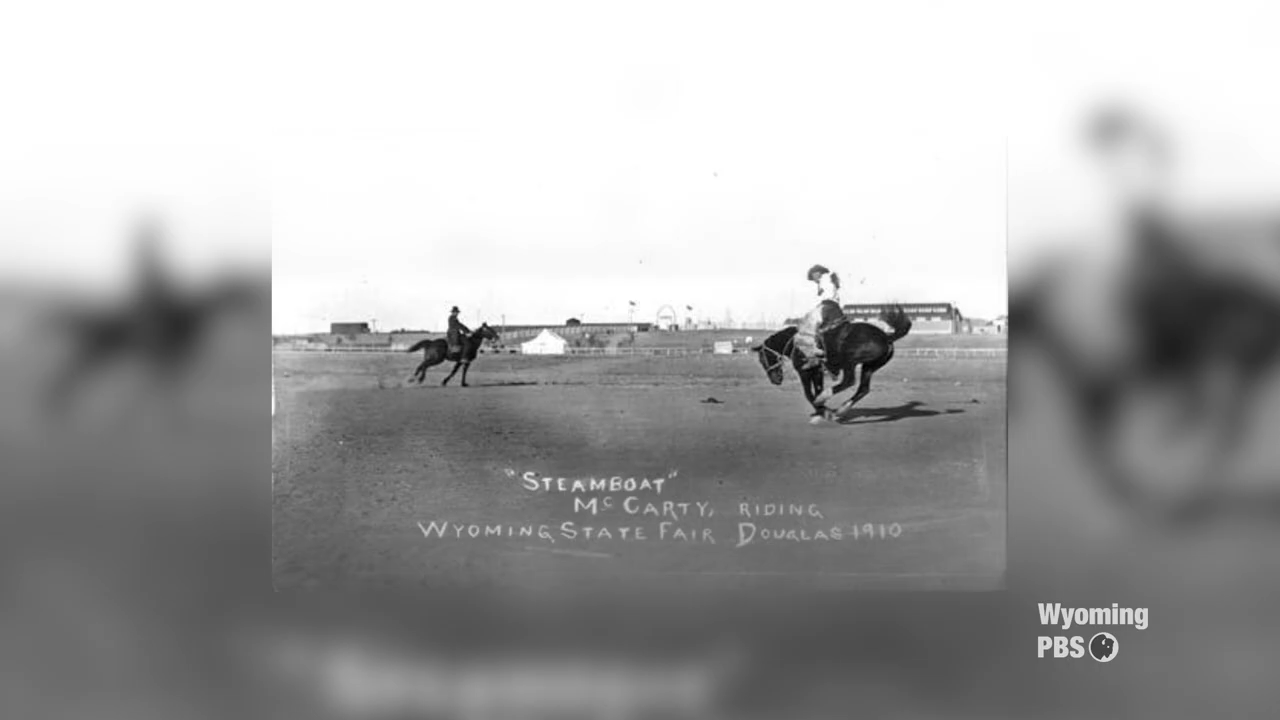 "STEAMBOAT"
McCARTY, RIDING
WYOMING STATE FAIR DOUGLAS 1910
Wyoming
PBS